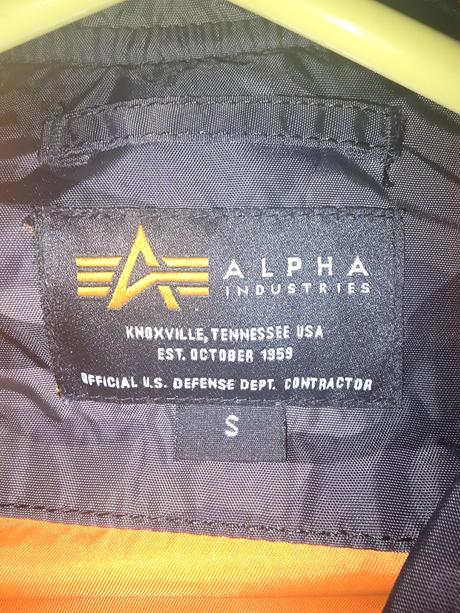 ALPHA
INDUSTRIES
KNOXVILLE, TENNESSEE USA
EST. OCTOBER 1959
OFFICIAL U.S. DEFENSE DEPT. CONTRACTOR
S